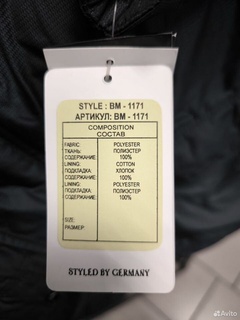 STYLE : BM - 1171
АРТИКУЛ: BM - 1171
COMPOSITION
СОСТАВ
FABRIC: POLYESTER
ТКАНЬ: ПОЛИЭСТЕР
СОДЕРЖАНИЕ 100%
LINING: COTTON
ПОДКЛАДКА ХЛОПОК
СОДЕРЖАНИЕ 100%
LINING: POLYESTER
ПОДКЛАДКА ПОЛИЭСТЕР
СОДЕРЖАНИЕ 100%
SIZE:
РАЗМЕР:
STYLED BY GERMANY
Avito